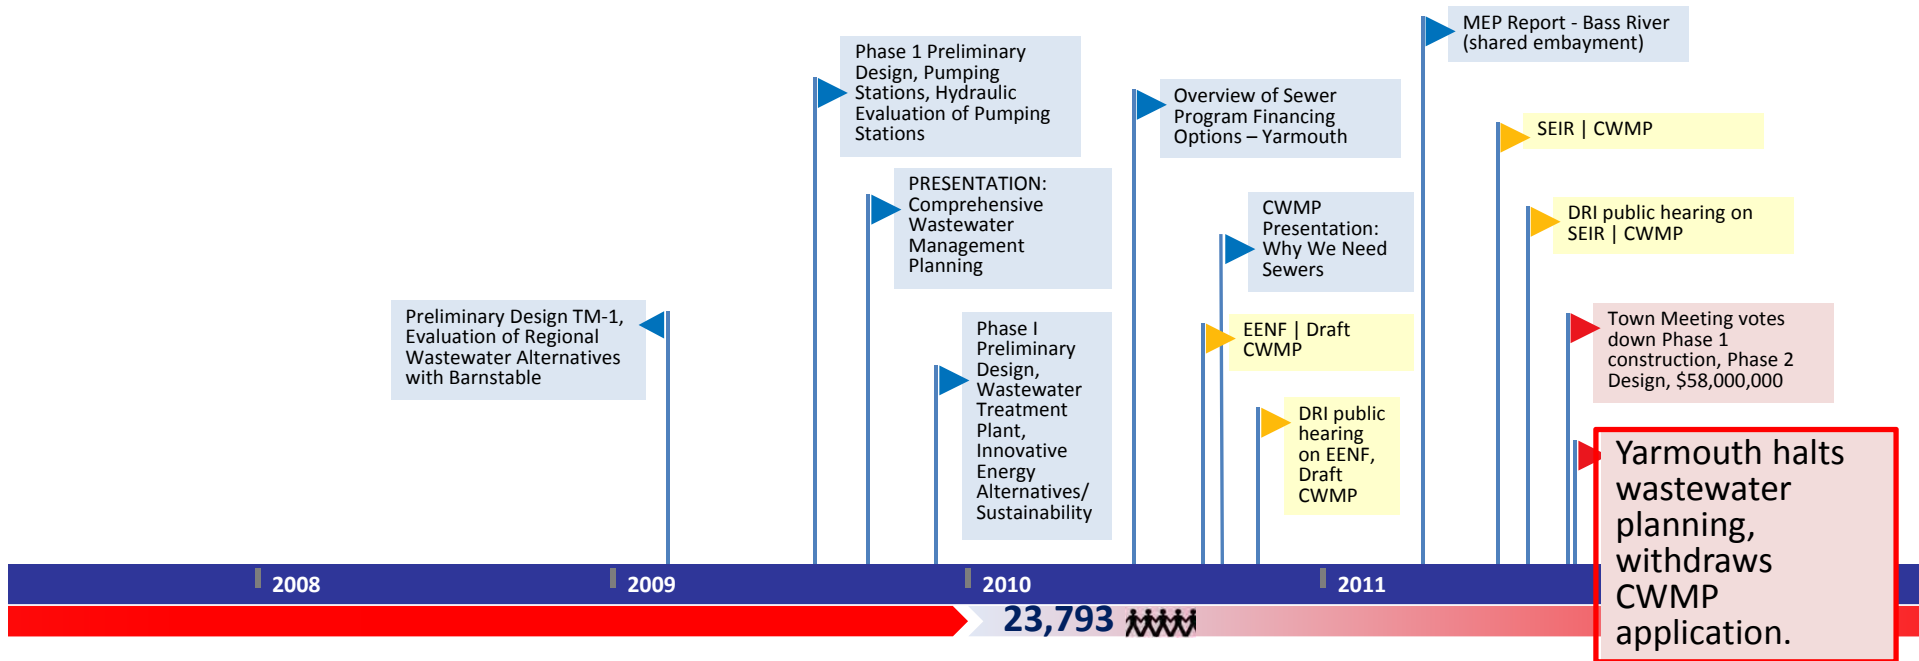 Preliminary Design TM-1,
Evaluation of Regional
Wastewater Alternatives
with Barnstable
Phase 1 Preliminary
Design, Pumping
Stations, Hydraulic
Evaluation of Pumping
Stations
PRESENTATION:
Comprehensive
Wastewater
Management
Planning
Phase I
Preliminary
Design,
Wastewater
Treatment
Plant,
Innovative
Energy
Alternatives/
Sustainability
Overview of Sewer
Program Financing
Options – Yarmouth
EENF | Draft
CWMP
CWMP
Presentation:
Why We Need
Sewers
DRI public
hearing
on EENF,
Draft
CWMP
MEP Report - Bass River
(shared embayment)
SEIR | CWMP
DRI public hearing on
SEIR | CWMP
Town Meeting votes
down Phase 1
construction, Phase 2
Design, $58,000,000
Yarmouth halts
wastewater
planning,
withdraws
CWMP
application.
2008
2009
2010
2011
23,793